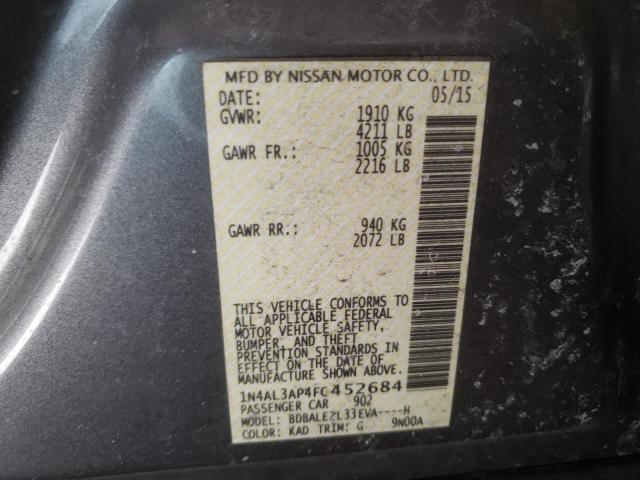 MFD BY NISSAN MOTOR CO., LTD.
DATE: 05/15
GVWR: 1910 KG
4211 LB
GAWR FR.: 1005 KG
2216 LB
GAWR RR.: 940 KG
2072 LB
THIS VEHICLE CONFORMS TO
ALL APPLICABLE FEDERAL
MOTOR VEHICLE SAFETY,
BUMPER, AND THEFT
PREVENTION STANDARDS
IN EFFECT ON THE DATE OF
MANUFACTURE SHOWN ABOVE.
1N4AL3AP4FC452684
PASSENGER CAR 902
MODEL: BDBALEZL33EVA----H
COLOR: KAD TRIM: G 9N00A